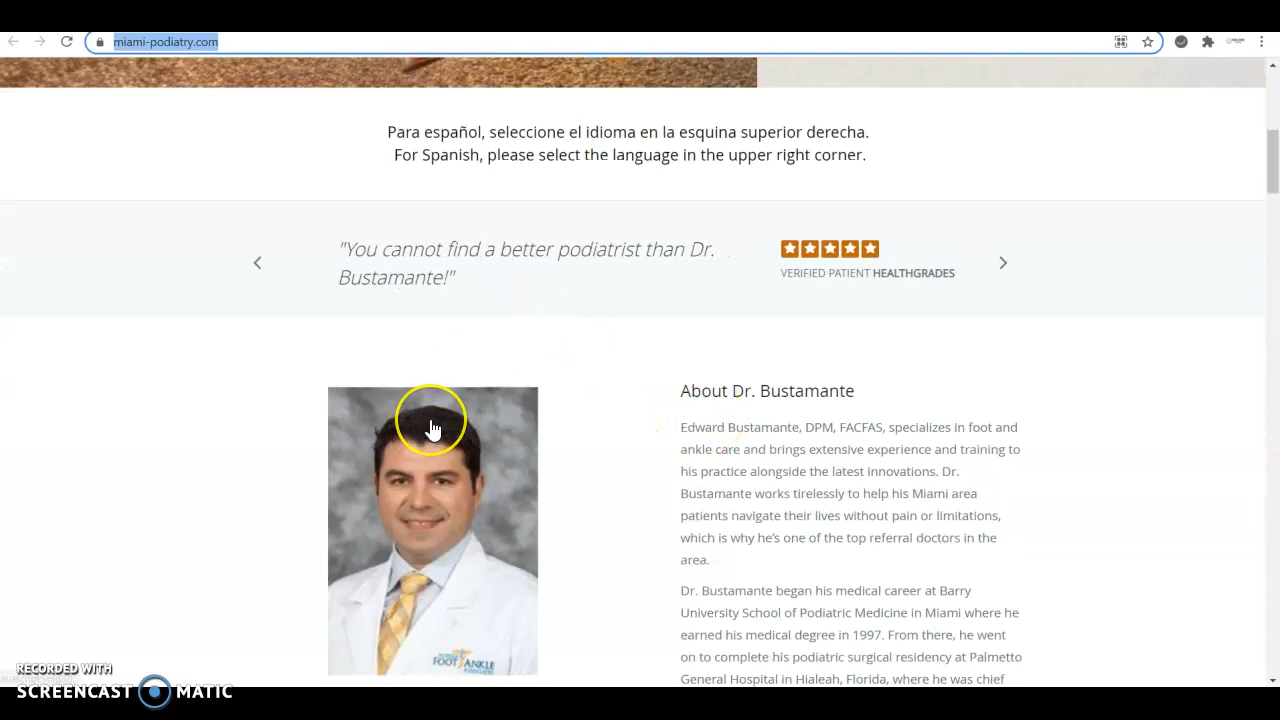 miami-podiatry.com
Para español, seleccione el idioma en la esquina superior derecha.
For Spanish, please select the language in the upper right corner.
"You cannot find a better podiatrist than Dr.
Bustamante!"
VERIFIED PATIENT HEALTHGRADES
About Dr. Bustamante
Edward Bustamante, DPM, FACFAS, specializes in foot and
ankle care and brings extensive experience and training to
his practice alongside the latest innovations. Dr.
Bustamante works tirelessly to help his Miami area
patients navigate their lives without pain or limitations,
which is why he's one of the top referral doctors in the
area.
Dr. Bustamante began his medical career at Barry
University School of Podiatric Medicine in Miami where he
earned his medical degree in 1997. From there, he went
on to complete his podiatric surgical residency at Palmetto
General Hospital in Hialeah, Florida, where he was chief
FOOT ANKLE
RECORDED WITH
SCREENCAST MATIC